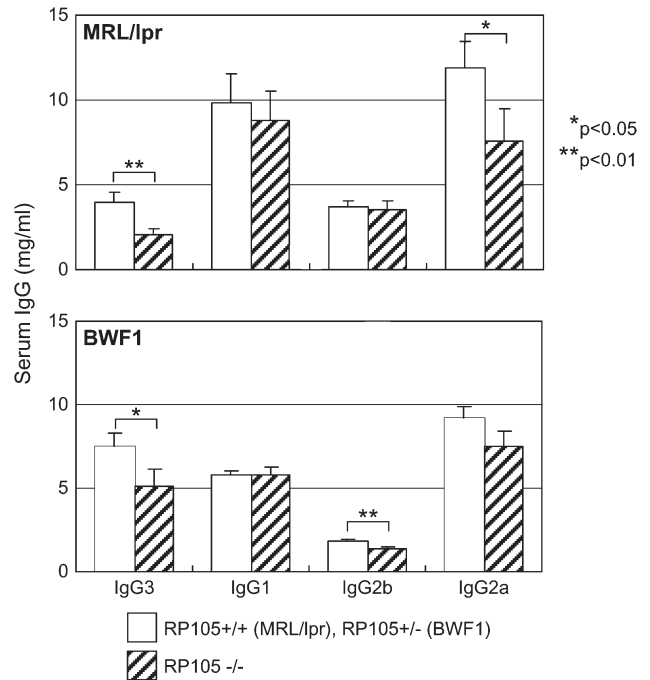 Serum IgG (mg/ml)
MRL/lpr
15
10
5
0
**
*
*p<0.05
**p<0.01
BWF1
15
10
5
0
*
**
IgG3 IgG1 IgG2b IgG2a
RP105+/+ (MRL/lpr), RP105+/- (BWF1)
RP105 -/-